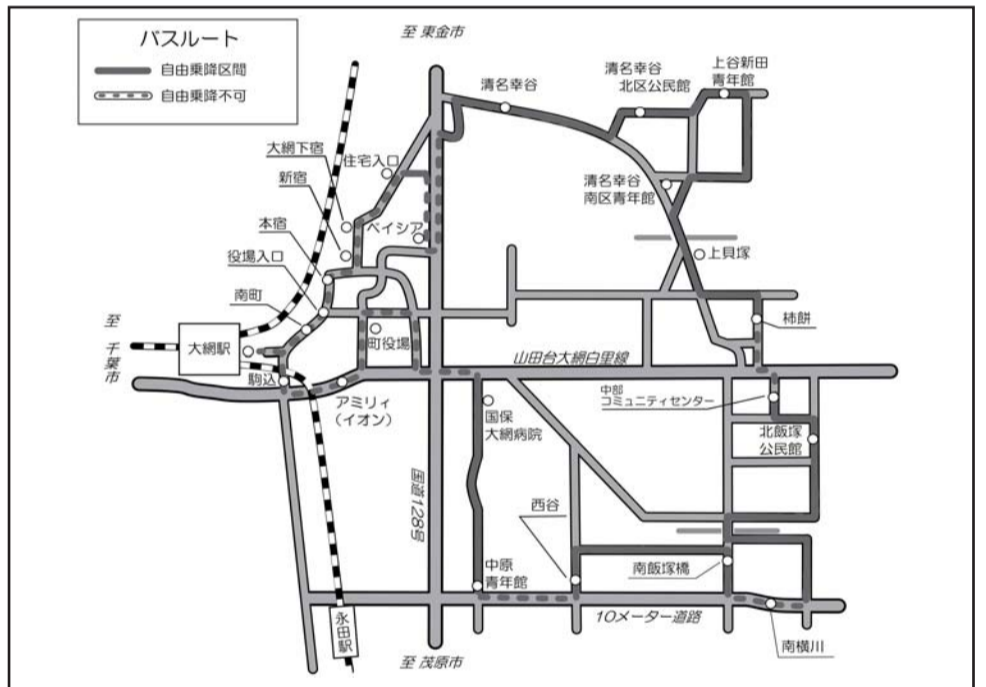 バスルート
自由乗降区間
自由乗降不可
至 東金市
清名幸谷
清名幸谷
北区公民館
上谷新田
青年館
大網下宿
住宅入口
新宿
清名幸谷
南区青年館
本宿
ベイシア
役場入口
上貝塚
南町
至 千葉市
大網駅
町役場
柿餅
山田台大網白里線
駒込
アミリィ
（イオン）
中部
コミュニティセンター
国保
大網病院
北飯塚
公民館
国道128号
西谷
中原
青年館
南飯塚橋
10メーター道路
永田駅
南横川
至 茂原市